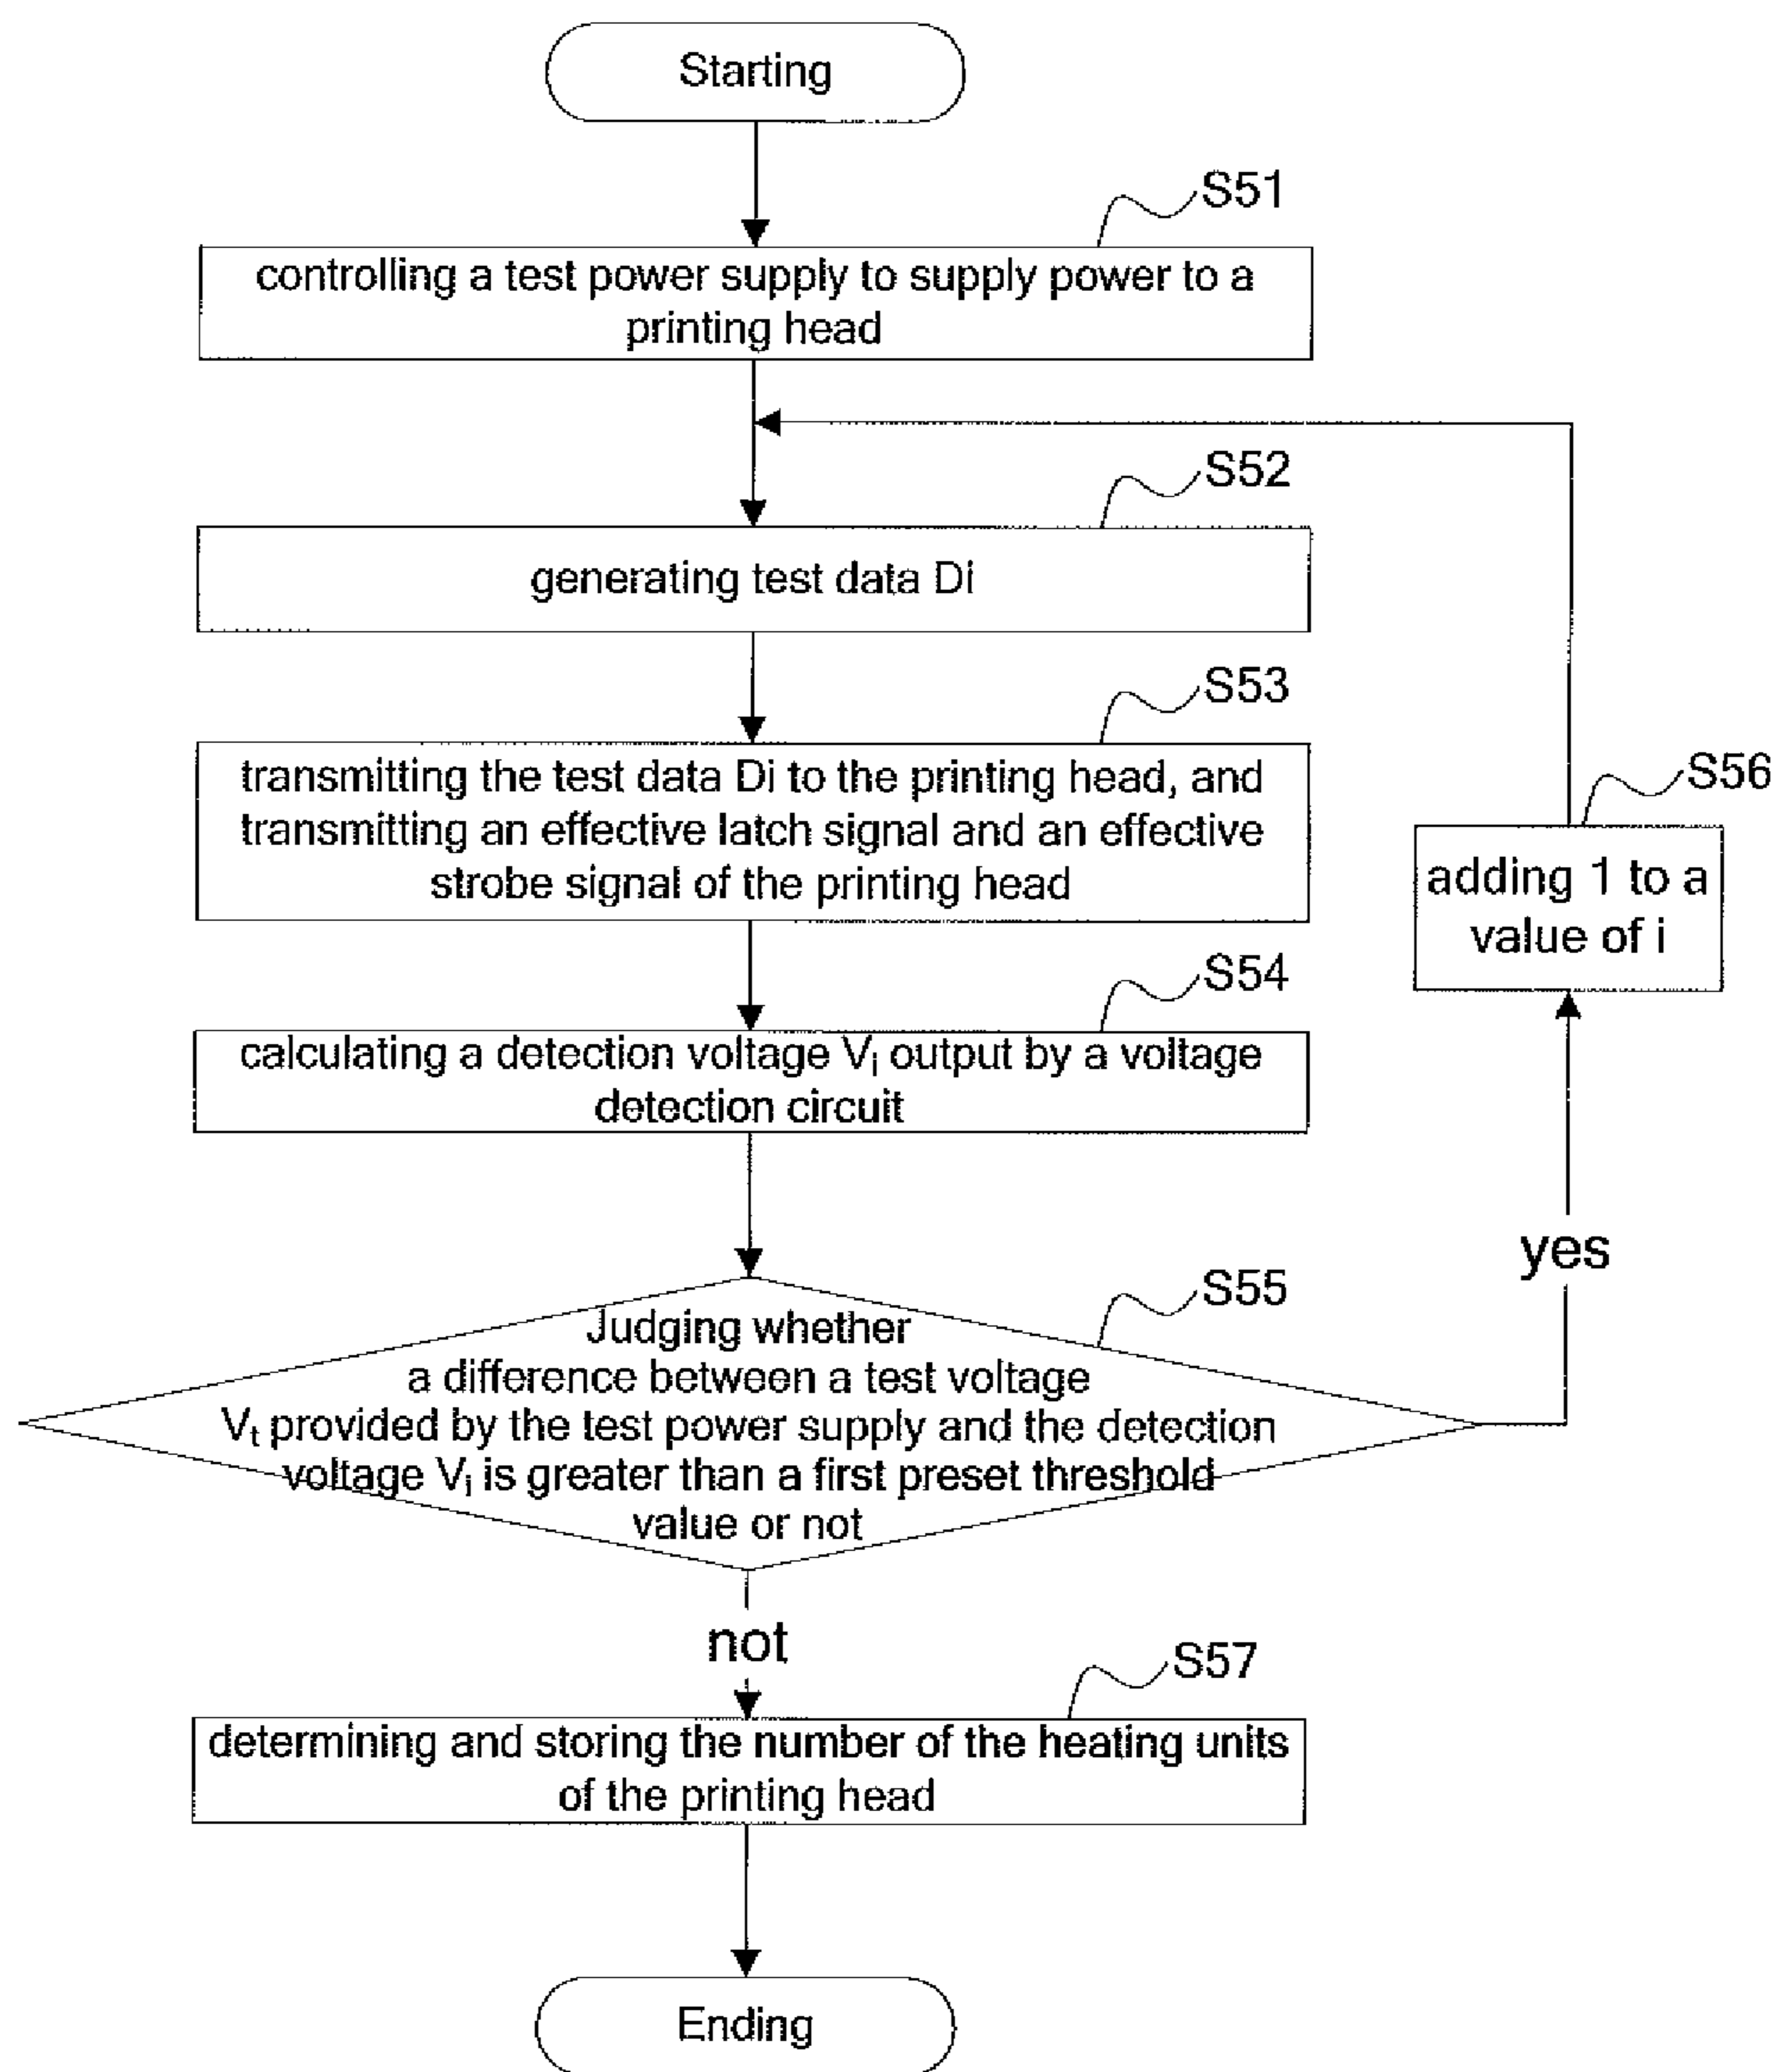 Starting
S51
controlling a test power supply to supply power to a
printing head
S52
generating test data Di
S53
transmitting the test data Di to the printing head, and
transmitting an effective latch signal and an effective
strobe signal of the printing head
S56
adding 1 to a
value of i
S54
calculating a detection voltage Vi output by a voltage
detection circuit
yes
S55
Judging whether
a difference between a test voltage
Vt provided by the test power supply and the detection
voltage Vi is greater than a first preset threshold
value or not
not
S57
determining and storing the number of the heating units
of the printing head
Ending